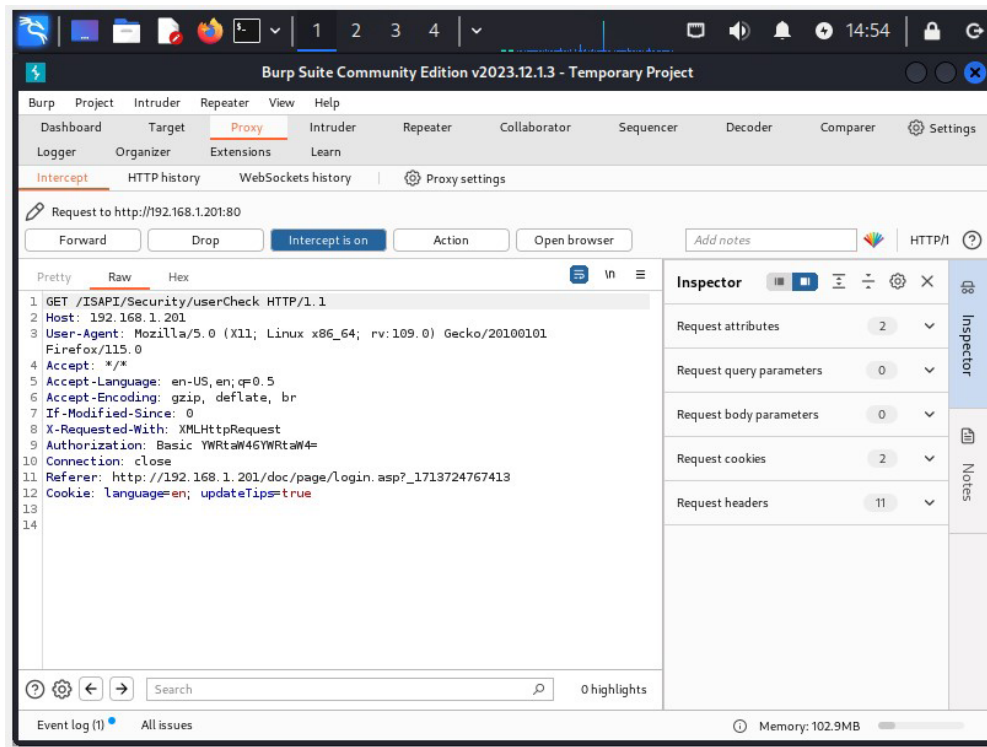 1 2 3 4 14:54
Burp Suite Community Edition v2023.12.1.3 - Temporary Project
Burp Project Intruder Repeater View Help
Dashboard Target Proxy Intruder Repeater Collaborator Sequencer Decoder Comparer Settings
Logger Organizer Extensions Learn
Intercept HTTP history WebSockets history Proxy settings
Request to http://192.168.1.201:80
Forward Drop Intercept is on Action Open browser Add notes HTTP/1
Pretty Raw Hex \n
1 GET /ISAPI/Security/userCheck HTTP/1.1
2 Host: 192.168.1.201
3 User-Agent: Mozilla/5.0 (X11; Linux x86_64; rv:109.0) Gecko/20100101
Firefox/115.0
4 Accept: */*
5 Accept-Language: en-US,en;q=0.5
6 Accept-Encoding: gzip, deflate, br
7 If-Modified-Since: 0
8 X-Requested-With: XMLHttpRequest
9 Authorization: Basic YWRtaW46YWRtaW4=
10 Connection: close
11 Referer: http://192.168.1.201/doc/page/login.asp?_1713724767413
12 Cookie: language=en; updateTips=true
13
14
Inspector
Request attributes 2
Request query parameters 0
Request body parameters 0
Request cookies 2
Request headers 11
Inspector
Notes
Search 0 highlights
Event log (1) All issues Memory: 102.9MB